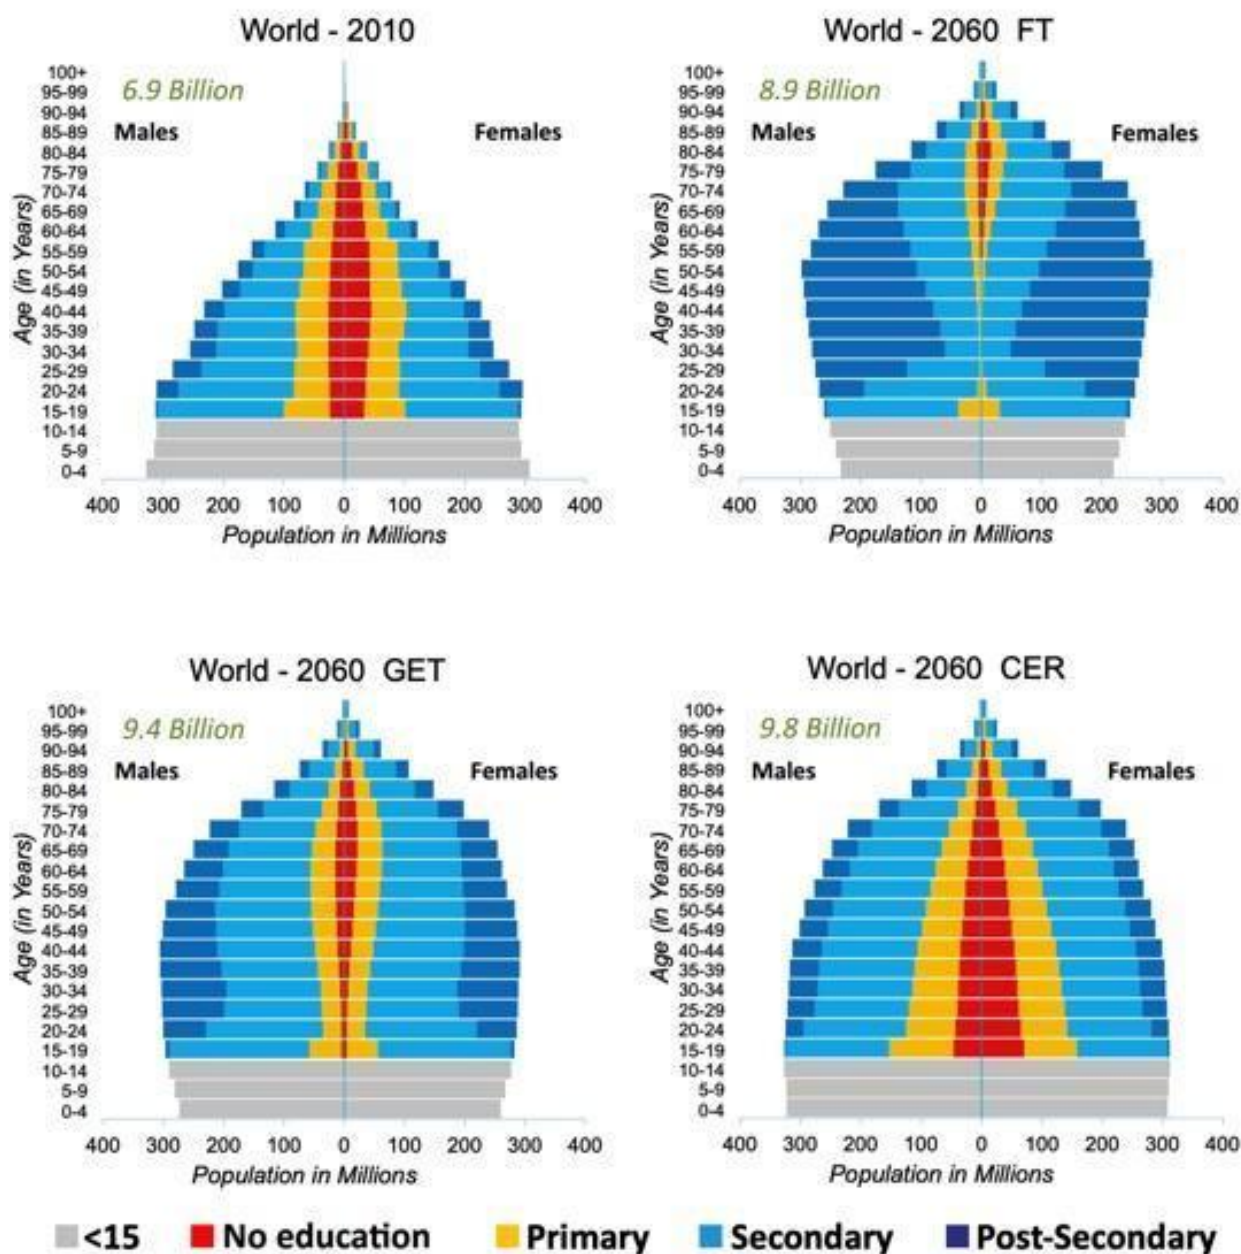 World - 2010
6.9 Billion
Males
Females
Age (in Years)
100+
95-99
90-94
85-89
80-84
75-79
70-74
65-69
60-64
55-59
50-54
45-49
40-44
35-39
30-34
25-29
20-24
15-19
10-14
5-9
0-4
400 300 200 100 0 100 200 300 400
Population in Millions
World - 2060 FT
8.9 Billion
Males
Females
Age (in Years)
100+
95-99
90-94
85-89
80-84
75-79
70-74
65-69
60-64
55-59
50-54
45-49
40-44
35-39
30-34
25-29
20-24
15-19
10-14
5-9
0-4
400 300 200 100 0 100 200 300 400
Population in Millions
World - 2060 GET
9.4 Billion
Males
Females
Age (in Years)
100+
95-99
90-94
85-89
80-84
75-79
70-74
65-69
60-64
55-59
50-54
45-49
40-44
35-39
30-34
25-29
20-24
15-19
10-14
5-9
0-4
400 300 200 100 0 100 200 300 400
Population in Millions
World - 2060 CER
9.8 Billion
Males
Females
Age (in Years)
100+
95-99
90-94
85-89
80-84
75-79
70-74
65-69
60-64
55-59
50-54
45-49
40-44
35-39
30-34
25-29
20-24
15-19
10-14
5-9
0-4
400 300 200 100 0 100 200 300 400
Population in Millions
<15 No education Primary Secondary Post-Secondary